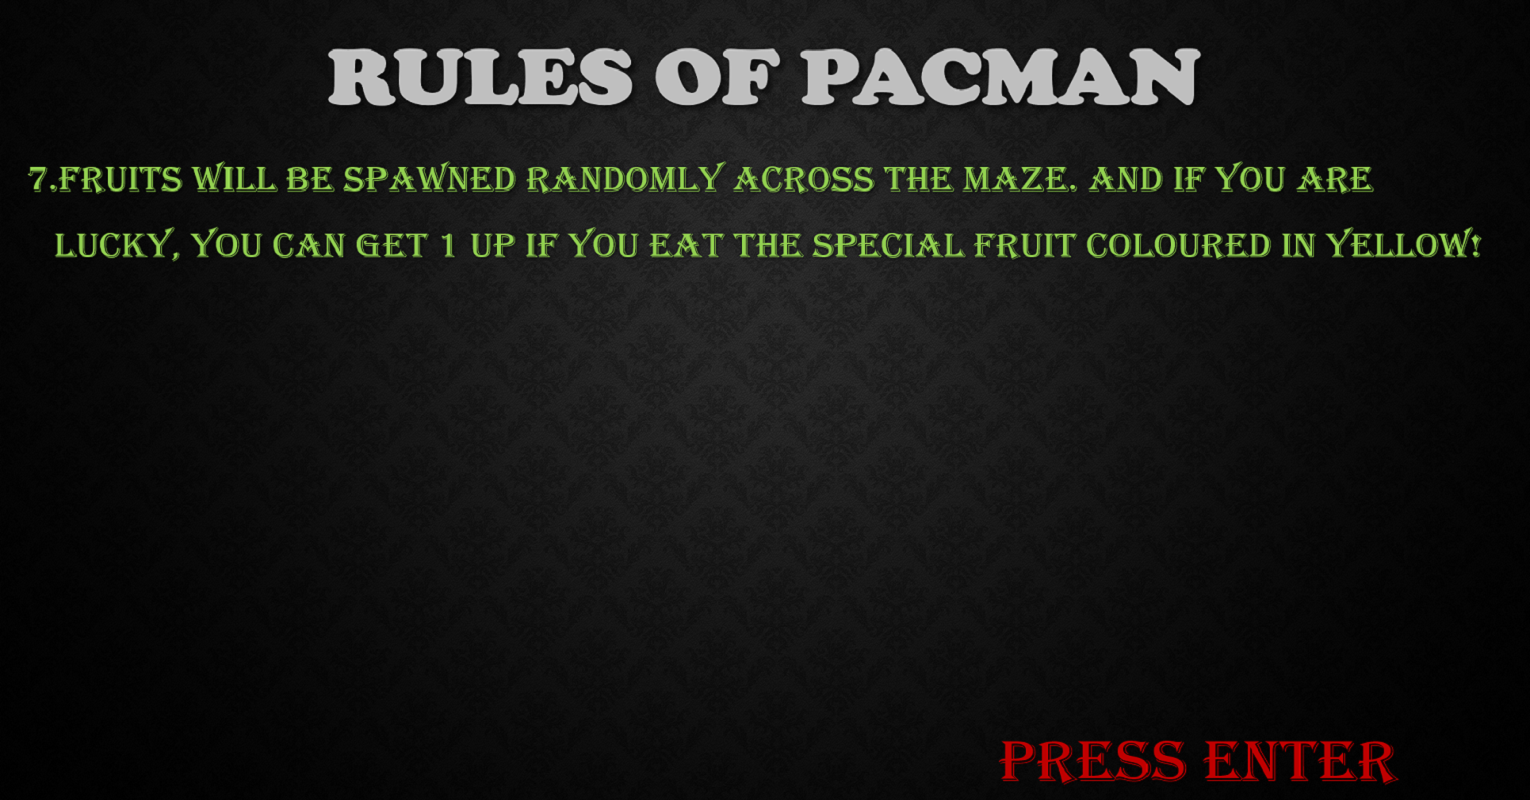 RULES OF PACMAN
7.FRUITS WILL BE SPAWNED RANDOMLY ACROSS THE MAZE. AND IF YOU ARE
LUCKY, YOU CAN GET 1 UP IF YOU EAT THE SPECIAL FRUIT COLOURED IN YELLOW!
PRESS ENTER